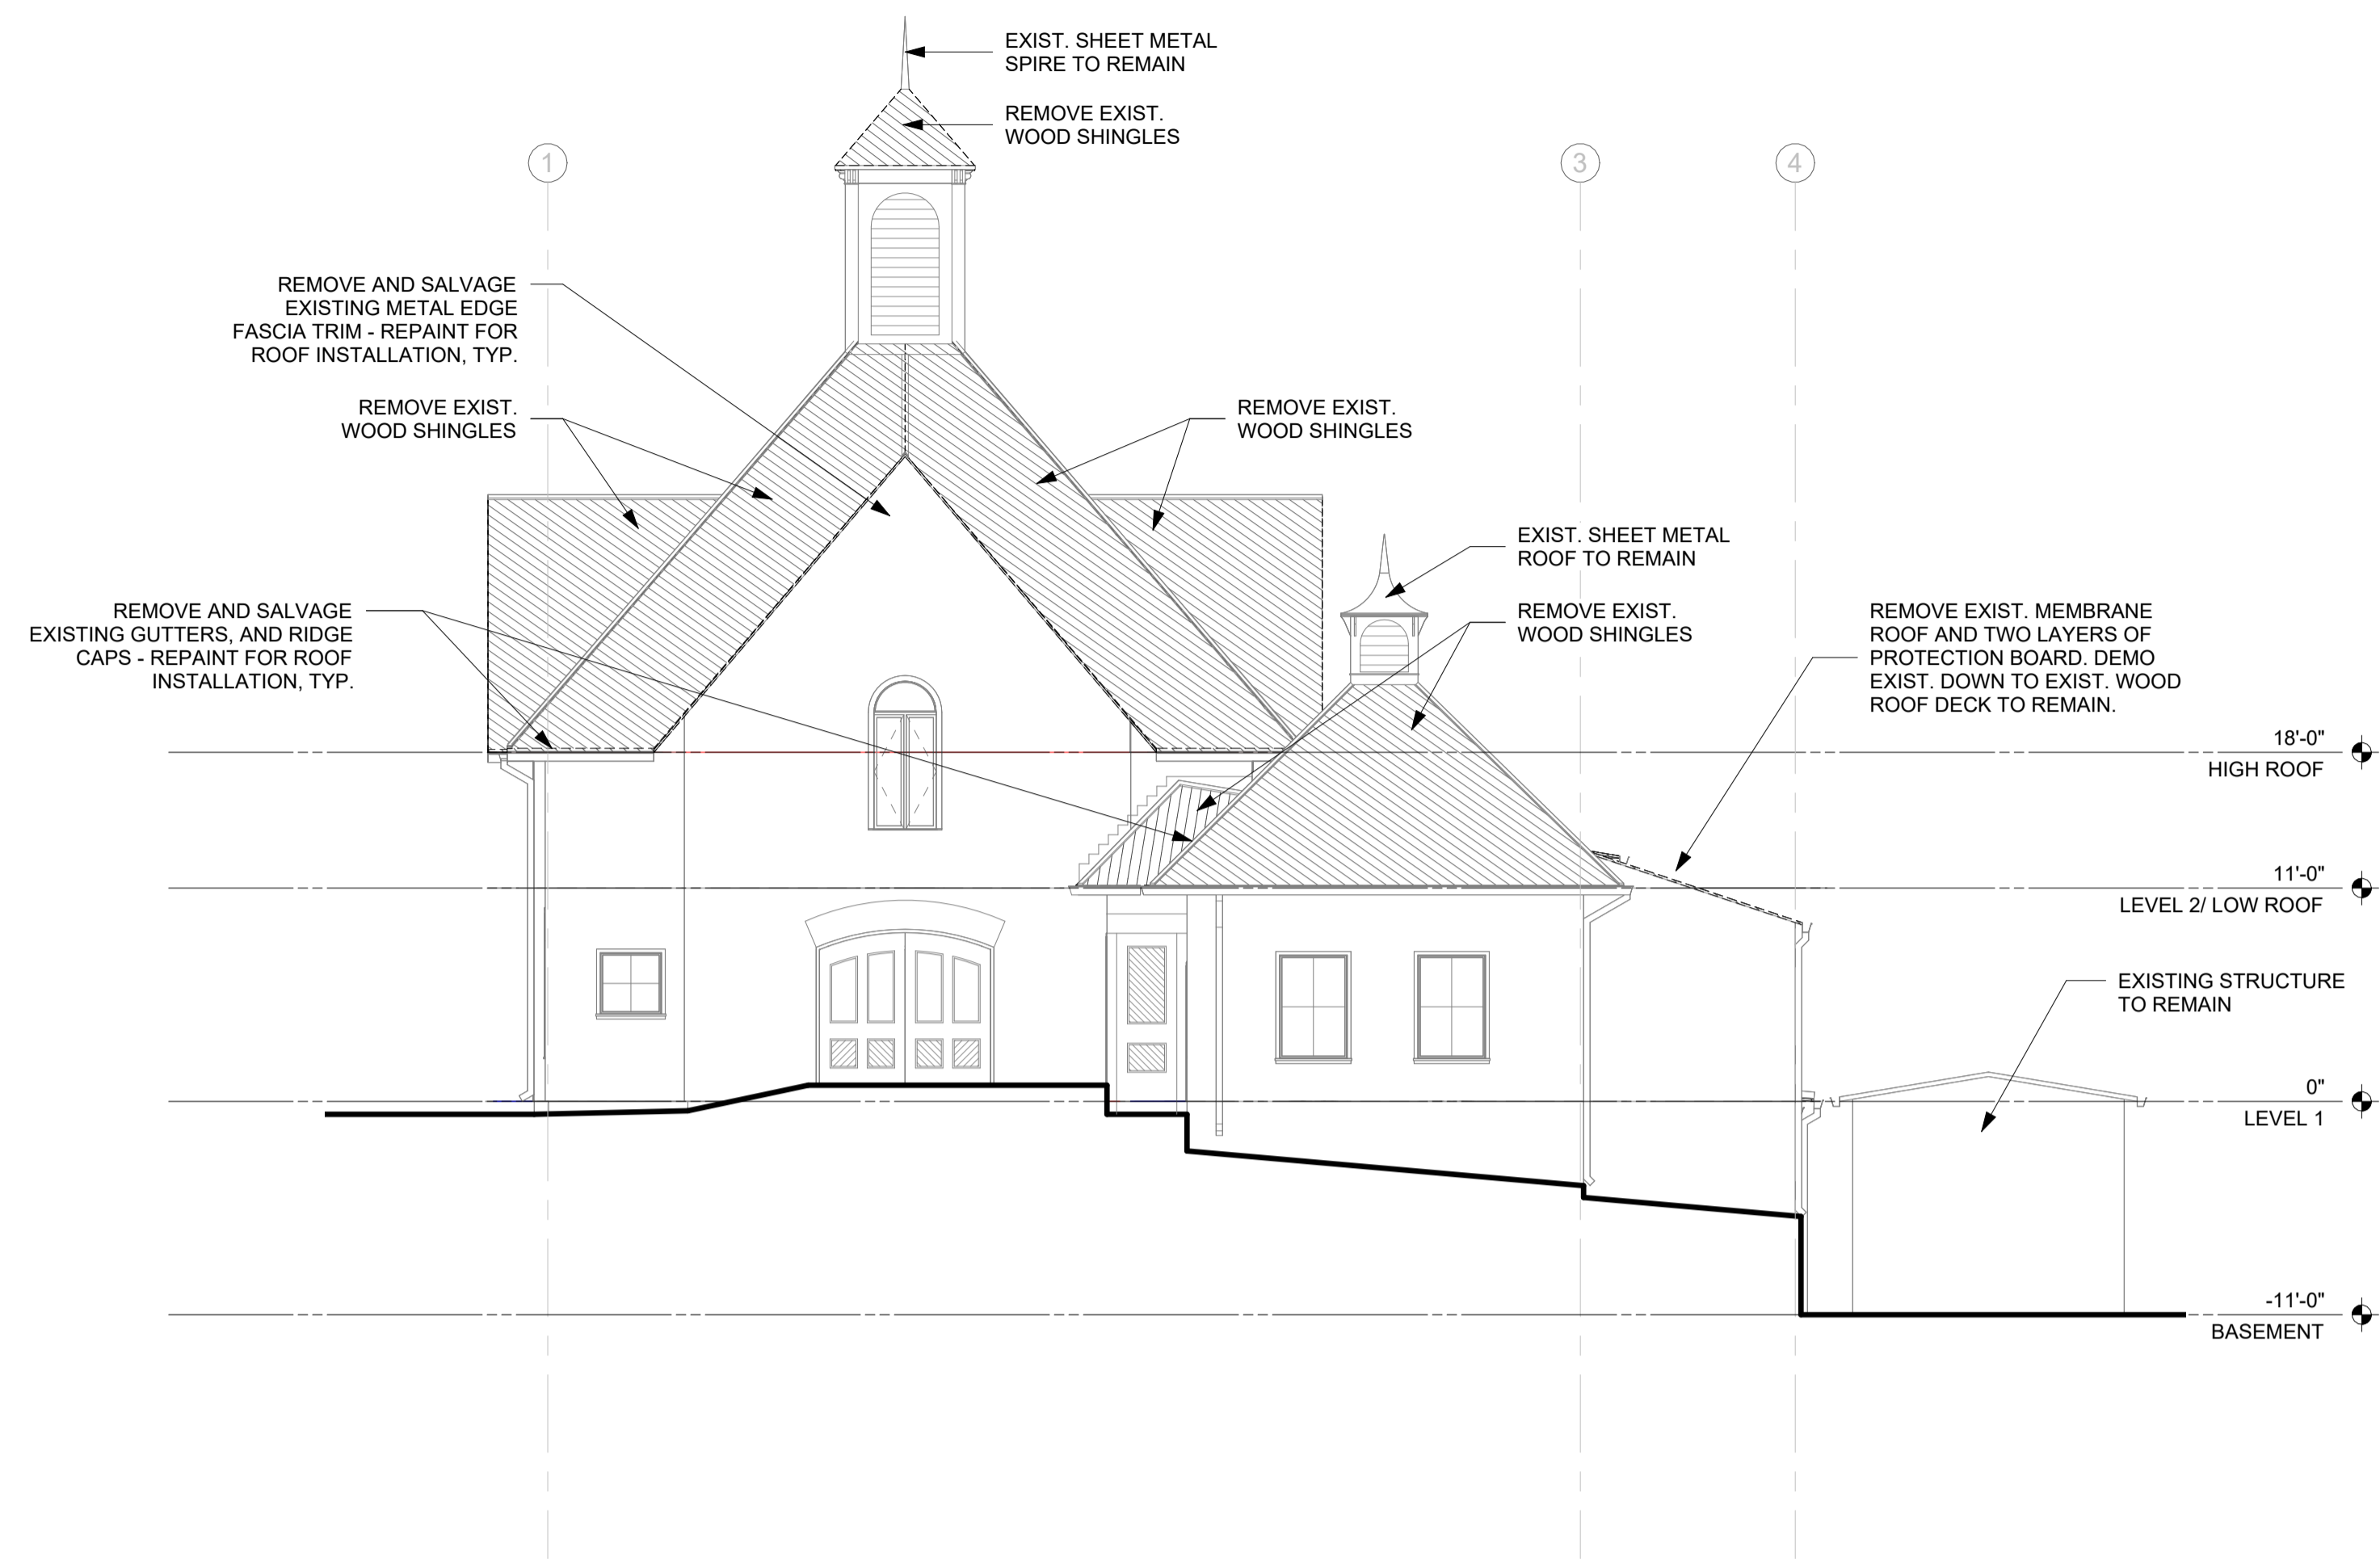 EXIST. SHEET METAL
SPIRE TO REMAIN
REMOVE EXIST.
WOOD SHINGLES
1
3
4
REMOVE AND SALVAGE
EXISTING METAL EDGE
FASCIA TRIM - REPAINT FOR
ROOF INSTALLATION, TYP.
REMOVE EXIST.
WOOD SHINGLES
REMOVE EXIST.
WOOD SHINGLES
EXIST. SHEET METAL
ROOF TO REMAIN
REMOVE EXIST.
WOOD SHINGLES
REMOVE AND SALVAGE
EXISTING GUTTERS, AND RIDGE
CAPS - REPAINT FOR ROOF
INSTALLATION, TYP.
REMOVE EXIST. MEMBRANE
ROOF AND TWO LAYERS OF
PROTECTION BOARD. DEMO
EXIST. DOWN TO EXIST. WOOD
ROOF DECK TO REMAIN.
18'-0"
HIGH ROOF
11'-0"
LEVEL 2/ LOW ROOF
EXISTING STRUCTURE
TO REMAIN
0"
LEVEL 1
-11'-0"
BASEMENT